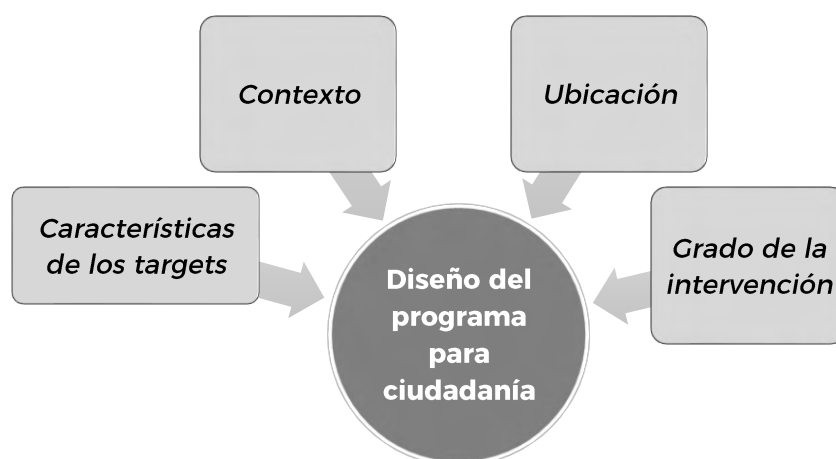 Contexto
Ubicación
Características
de los targets
Grado de la
intervención
Diseño del
programa
para
ciudadanía